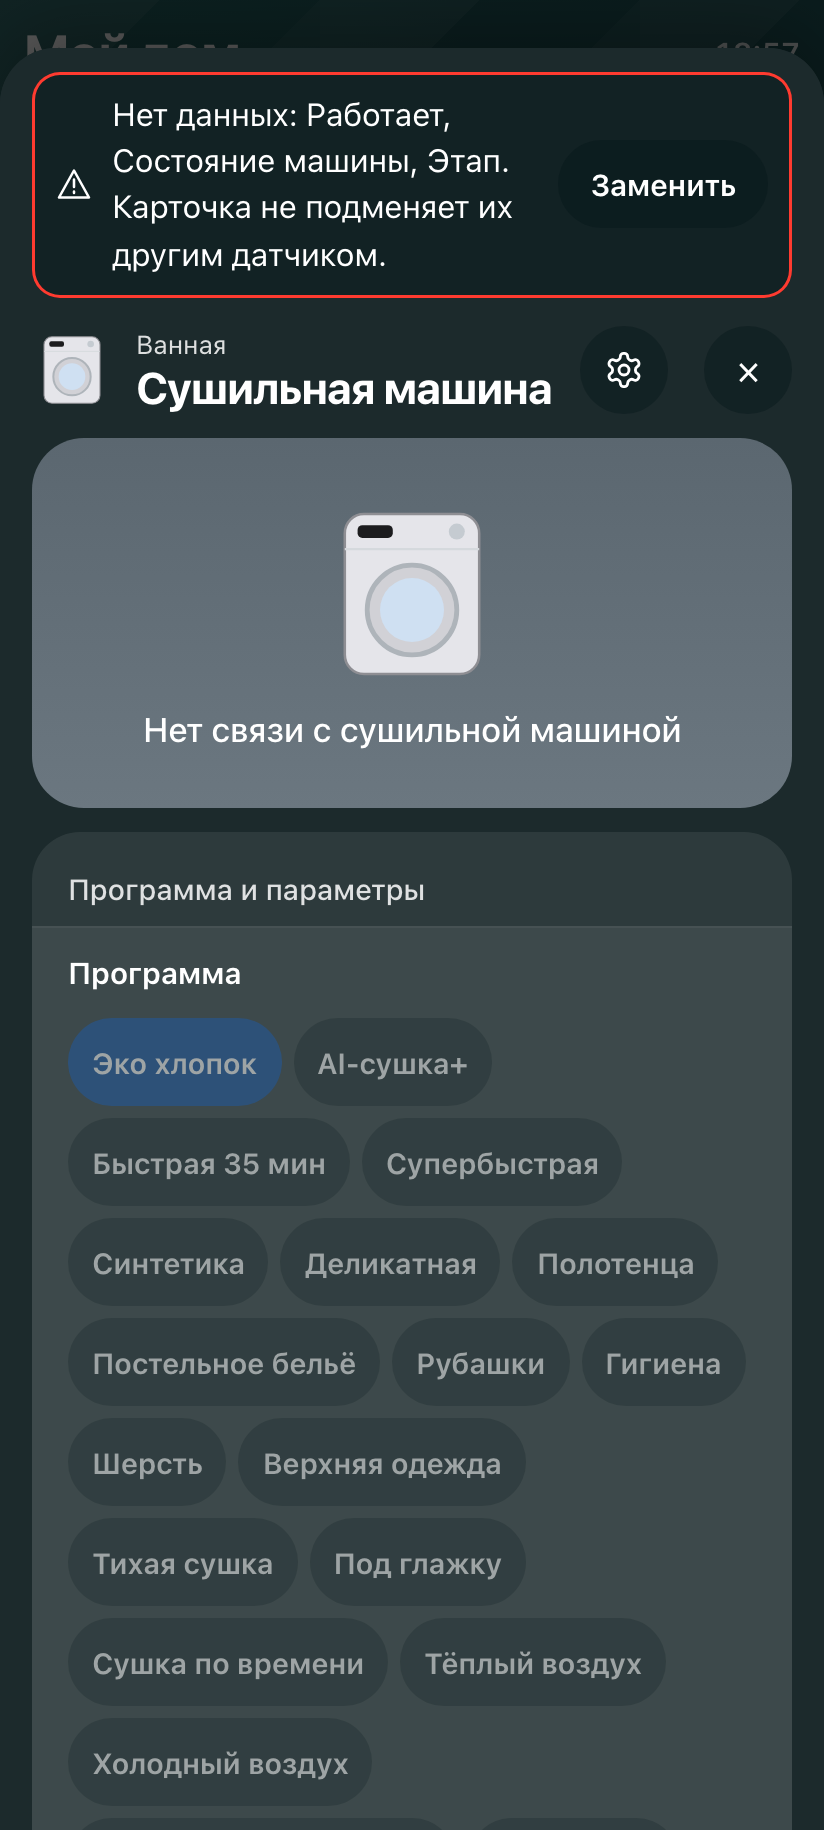 Нет данных: Работает,
Состояние машины, Этап.
Карточка не подменяет их
другим датчиком.
Заменить
Ванная
Сушильная машина
Нет связи с сушильной машиной
Программа и параметры
Программа
Эко хлопок AI-сушка+
Быстрая 35 мин Супербыстрая
Синтетика Деликатная Полотенца
Постельное бельё Рубашки Гигиена
Шерсть Верхняя одежда
Тихая сушка Под глажку
Сушка по времени Тёплый воздух
Холодный воздух